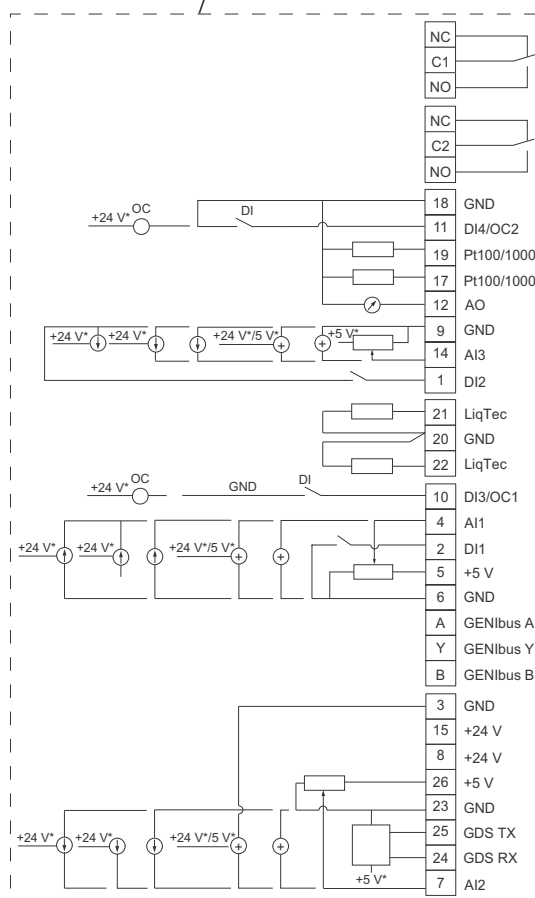 NC
C1
NO
NC
C2
NO
18 GND
+24 V* OC DI 11 DI4/OC2
19 Pt100/1000
17 Pt100/1000
12 AO
9 GND
+24 V* +24 V* +24 V*/5 V* +5 V*
14 AI3
1 DI2
21 LiqTec
20 GND
22 LiqTec
+24 V* OC GND DI 10 DI3/OC1
4 AI1
+24 V* +24 V* +24 V*/5 V* 2 DI1
5 +5 V
6 GND
A GENIbus A
Y GENIbus Y
B GENIbus B
3 GND
15 +24 V
8 +24 V
26 +5 V
23 GND
+24 V* +24 V* +24 V*/5 V* 25 GDS TX
24 GDS RX
+5 V* 7 AI2